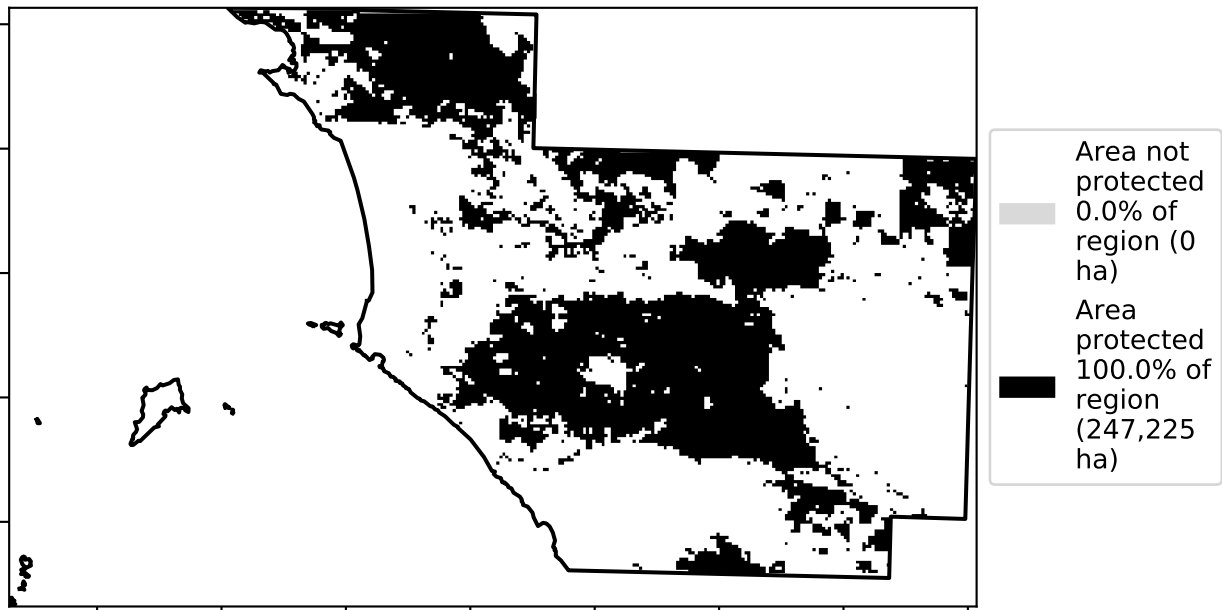 Area not
protected
0.0% of
region (0
ha)
Area
protected
100.0% of
region
(247,225
ha)